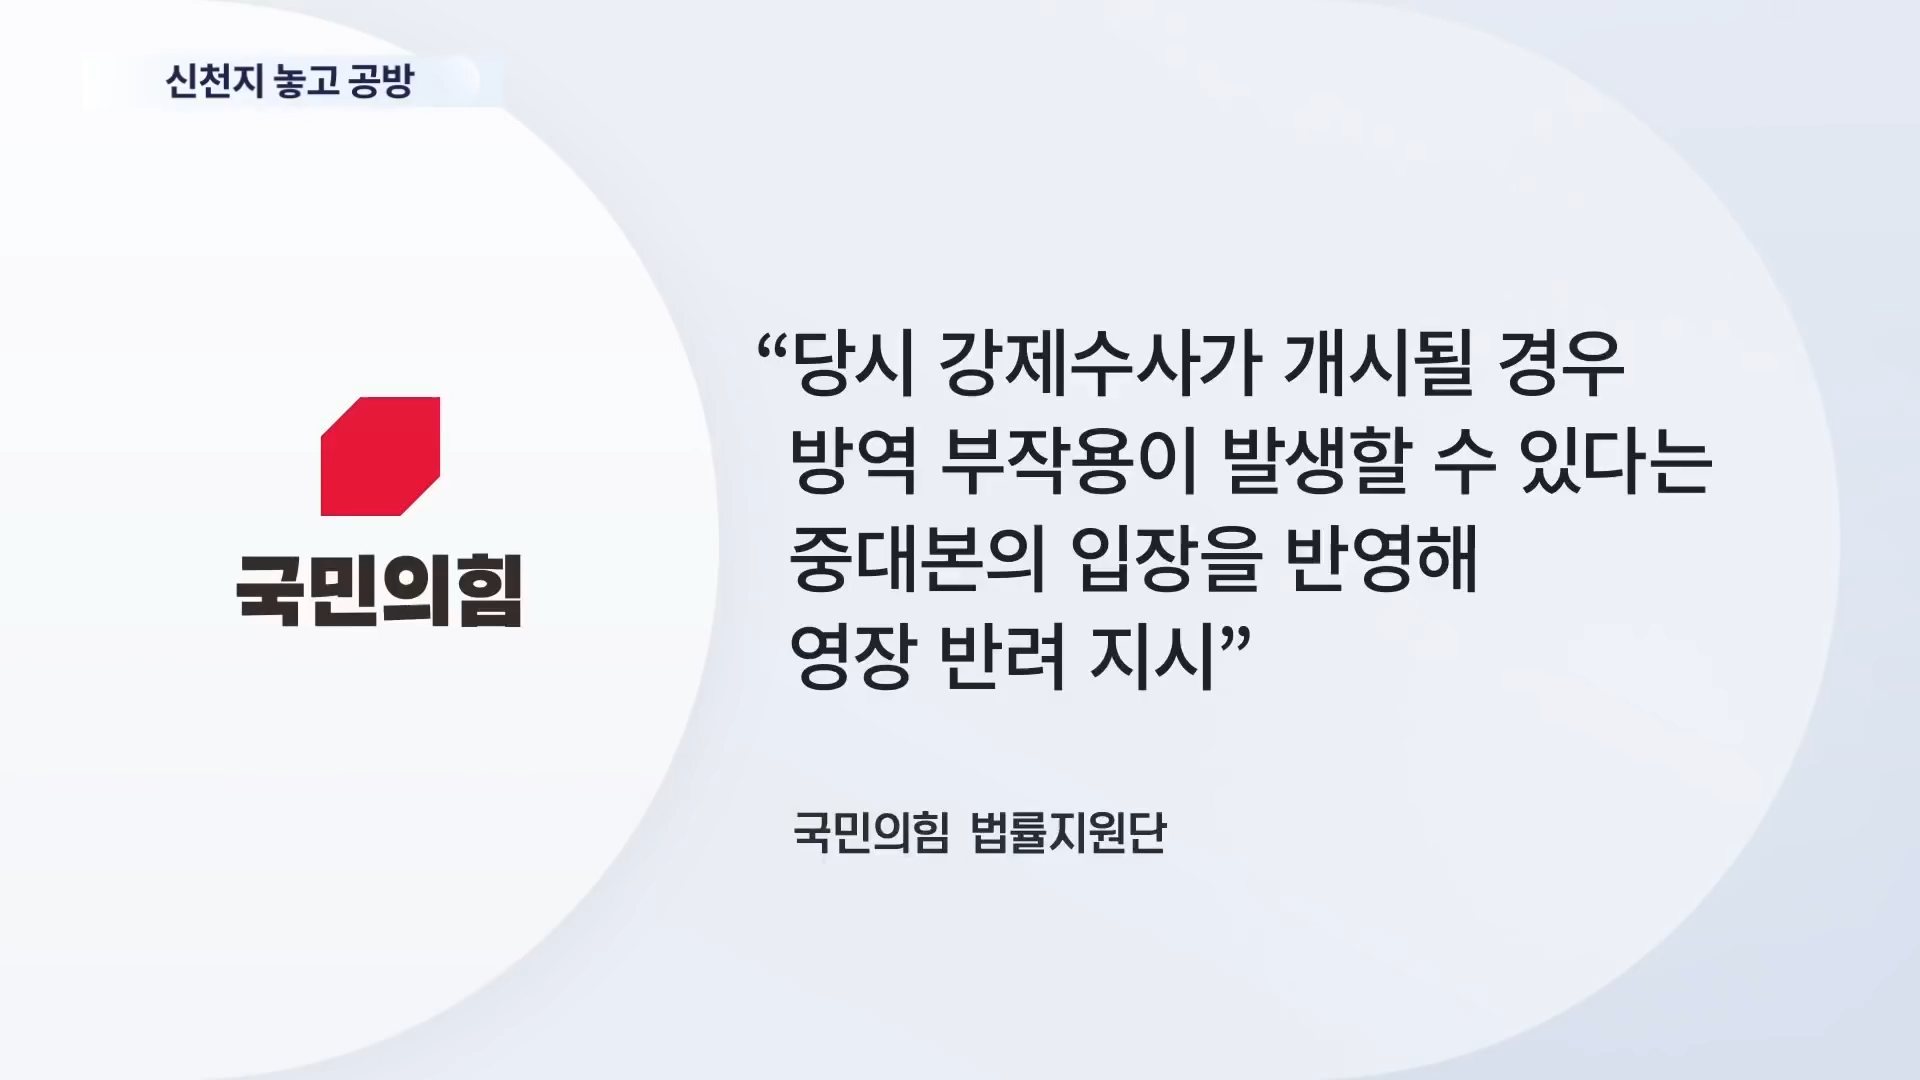 신천지 놓고 공방
국민의힘
“당시 강제수사가 개시될 경우
방역 부작용이 발생할 수 있다는
중대본의 입장을 반영해
영장 반려 지시”
국민의힘 법률지원단